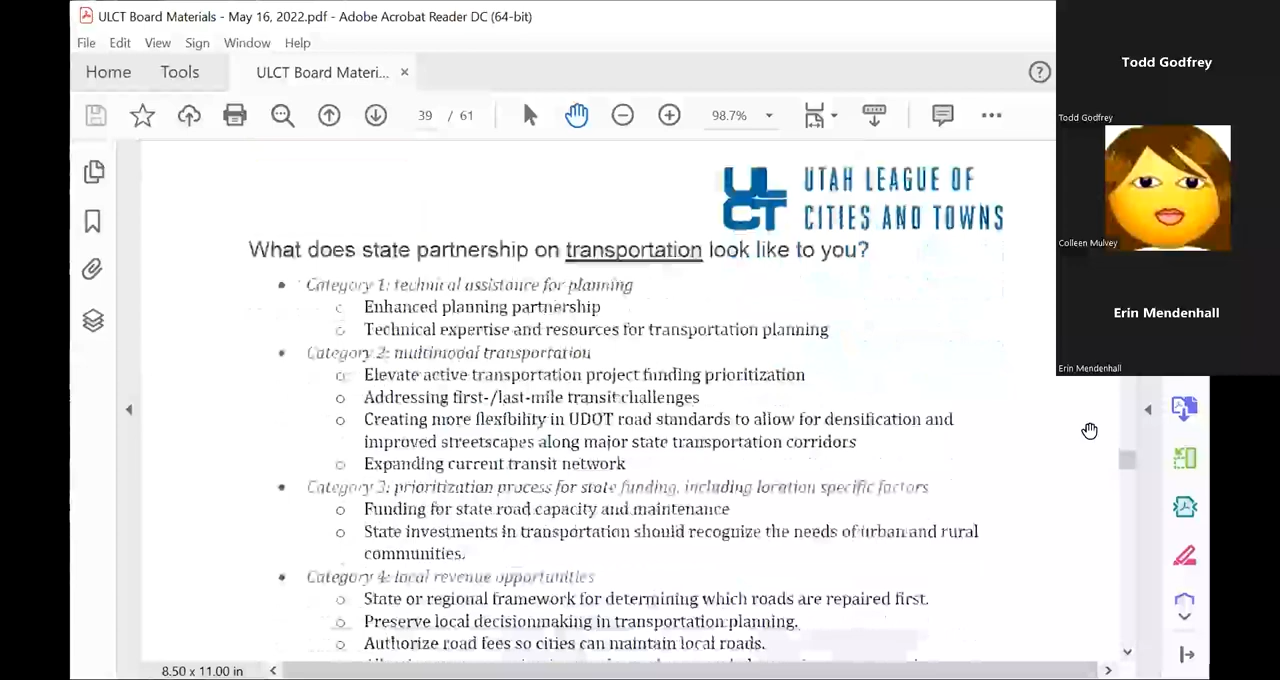 ULCT Board Materials - May 16, 2022.pdf - Adobe Acrobat Reader DC (64-bit)
File Edit View Sign Window Help
Home Tools ULCT Board Materi... ×
39 / 61 98.7%
UTAH LEAGUE OF
ULCT
CITIES AND TOWNS
What does state partnership on transportation look like to you?
• Category 1: technical assistance for planning
o Enhanced planning partnership
o Technical expertise and resources for transportation planning
• Category 2: multimodal transportation
o Elevate active transportation project funding prioritization
o Addressing first-/last-mile transit challenges
o Creating more flexibility in UDOT road standards to allow for densification and
improved streetscapes along major state transportation corridors
o Expanding current transit network
• Category 3: prioritization process for state funding, including location specific factors
o Funding for state road capacity and maintenance
o State investments in transportation should recognize the needs of urban and rural
communities.
• Category 4: local revenue opportunities
o State or regional framework for determining which roads are repaired first.
o Preserve local decisionmaking in transportation planning.
o Authorize road fees so cities can maintain local roads.
8.50 x 11.00 in
Todd Godfrey
Todd Godfrey
Colleen Mulvey
Erin Mendenhall
Erin Mendenhall